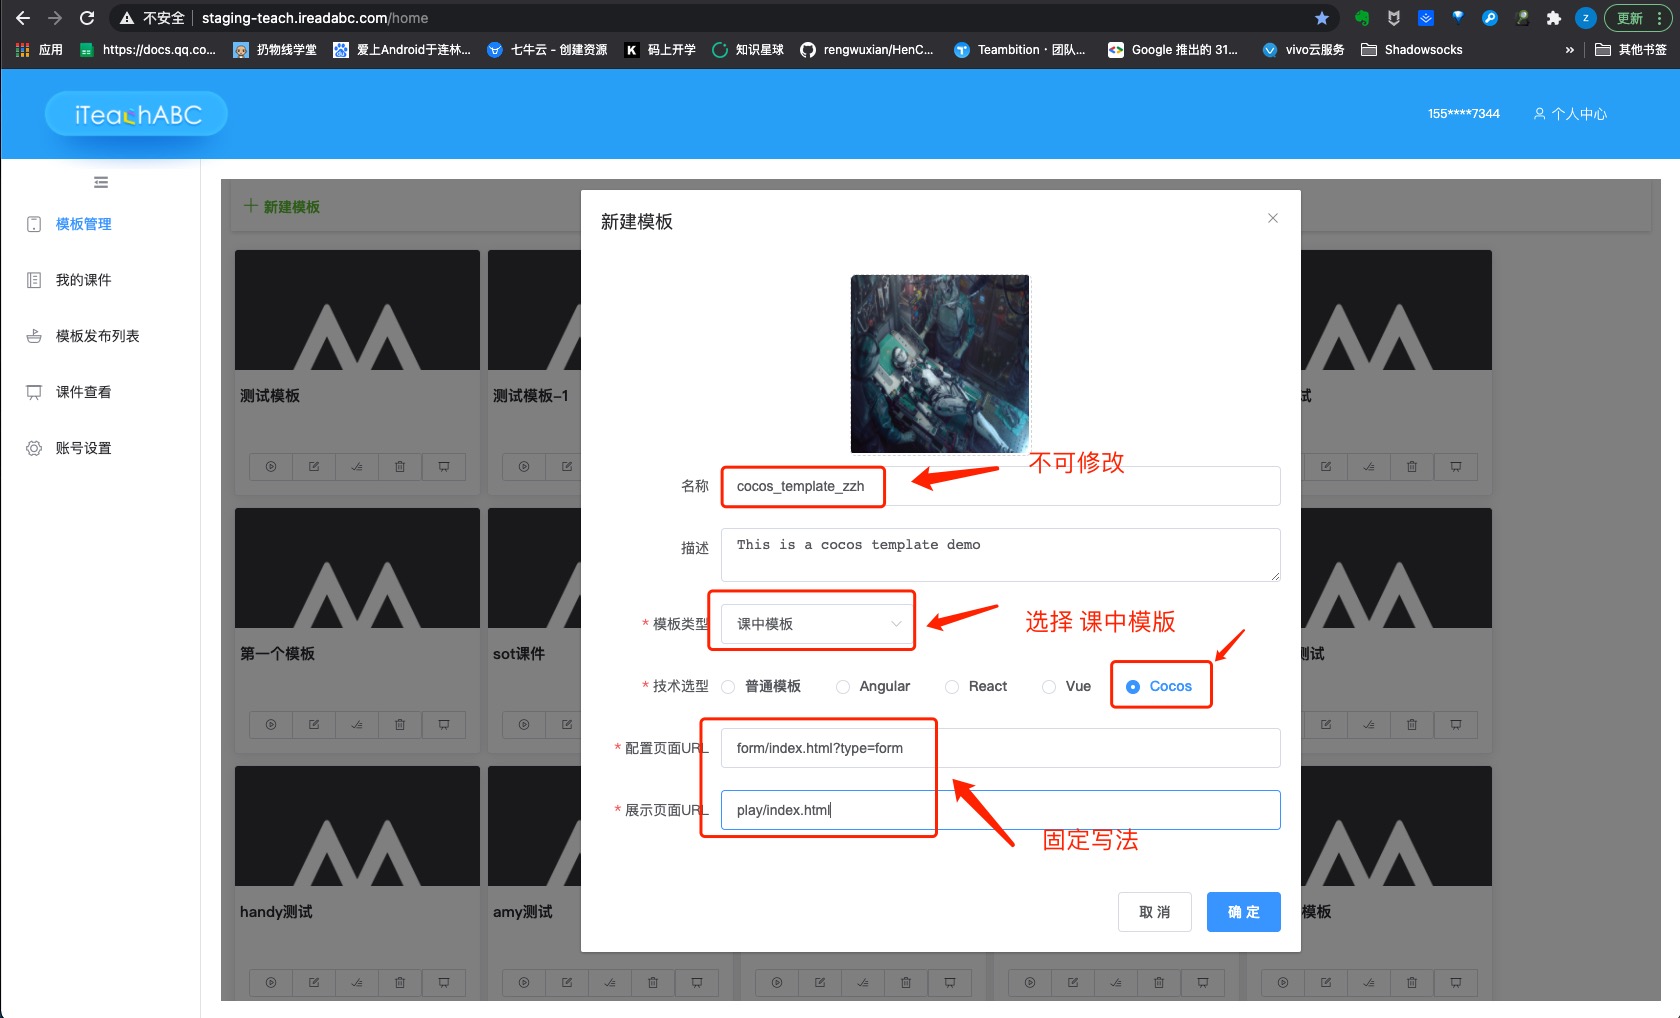 不安全 staging-teach.ireadabc.com/home
z
更新
应用
https://docs.qq.co...
扔物线学堂
爱上Android于连林...
七牛云 - 创建资源
K 码上开学
知识星球
rengwuxian/HenC...
Teambition · 团队...
Google 推出的 31...
vivo云服务
Shadowsocks
»
其他书签
iTeachABC
155****7344
个人中心
模板管理
我的课件
模板发布列表
课件查看
账号设置
新建模板
新建模板
不可修改
名称 cocos_template_zzh
描述 This is a cocos template demo
* 模板类型 课中模板
选择 课中模版
* 技术选型 普通模板 Angular React Vue Cocos
* 配置页面URL form/index.html?type=form
* 展示页面URL play/index.html
固定写法
取 消
确 定
测试模板
测试模板-1
试
第一个模板
sot课件
测试
handy测试
amy测试
模板